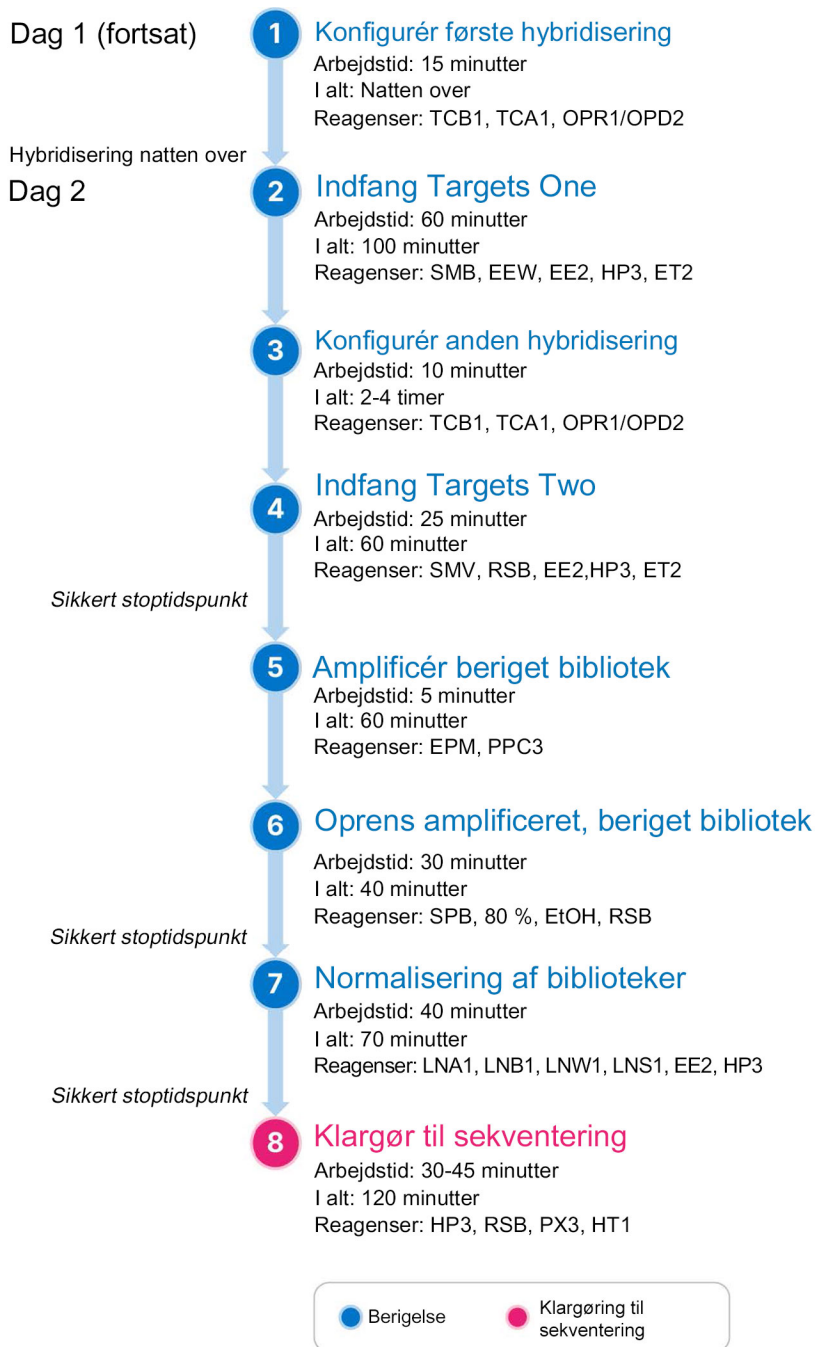 Dag 1 (fortsat)
1
Konfigurér første hybridisering
Arbejdstid: 15 minutter
I alt: Natten over
Reagenser: TCB1, TCA1, OPR1/OPD2
Hybridisering natten over
Dag 2
2
Indfang Targets One
Arbejdstid: 60 minutter
I alt: 100 minutter
Reagenser: SMB, EEW, EE2, HP3, ET2
3
Konfigurér anden hybridisering
Arbejdstid: 10 minutter
I alt: 2-4 timer
Reagenser: TCB1, TCA1, OPR1/OPD2
4
Indfang Targets Two
Arbejdstid: 25 minutter
I alt: 60 minutter
Reagenser: SMV, RSB, EE2,HP3, ET2
Sikkert stoptidspunkt
5
Amplificér beriget bibliotek
Arbejdstid: 5 minutter
I alt: 60 minutter
Reagenser: EPM, PPC3
6
Oprens amplificeret, beriget bibliotek
Arbejdstid: 30 minutter
I alt: 40 minutter
Reagenser: SPB, 80 %, EtOH, RSB
Sikkert stoptidspunkt
7
Normalisering af biblioteker
Arbejdstid: 40 minutter
I alt: 70 minutter
Reagenser: LNA1, LNB1, LNW1, LNS1, EE2, HP3
Sikkert stoptidspunkt
8
Klargør til sekventering
Arbejdstid: 30-45 minutter
I alt: 120 minutter
Reagenser: HP3, RSB, PX3, HT1
Berigelse
Klargøring til
sekventering